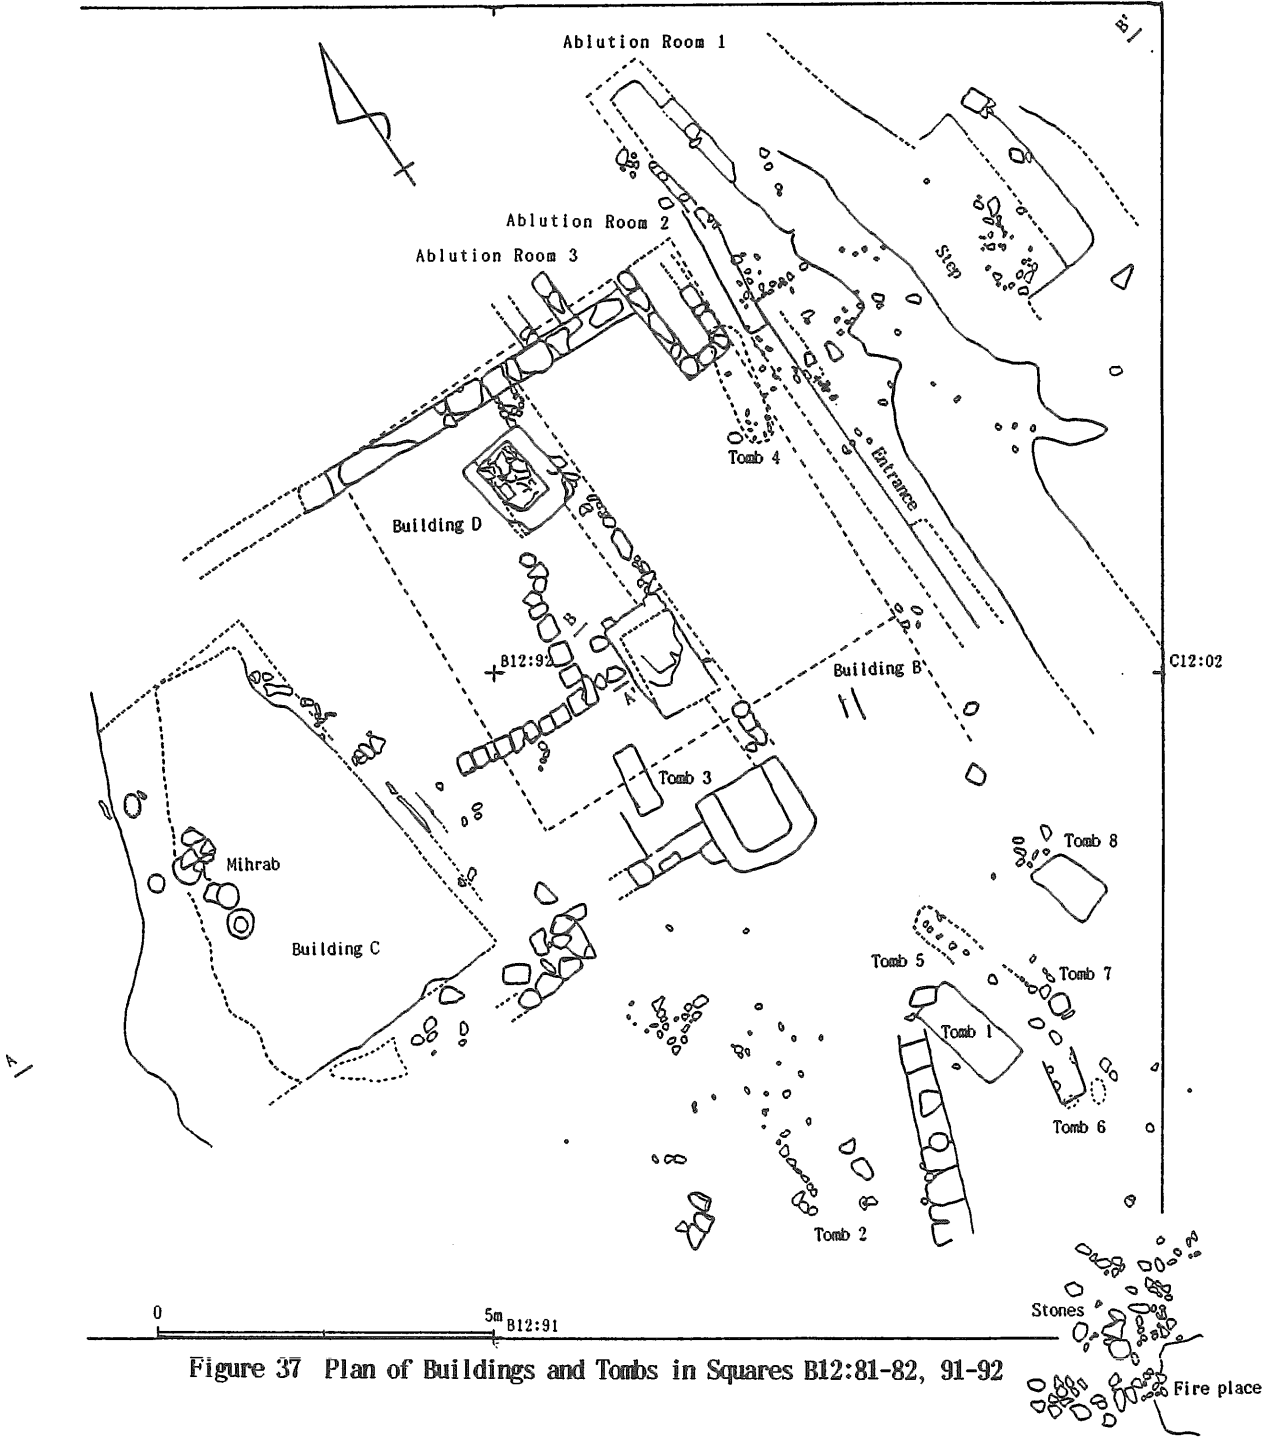 B'
Ablution Room 1
Ablution Room 2
Ablution Room 3
Step
Tomb 4
Entrance
Building D
B
B12:92
C12:02
Building B
A'
Tomb 3
Tomb 8
Mihrab
Building C
Tomb 5
Tomb 7
Tomb 1
A
Tomb 6
Tomb 2
0
5m
B12:91
Stones
Fire place
Figure 37 Plan of Buildings and Tombs in Squares B12:81-82, 91-92